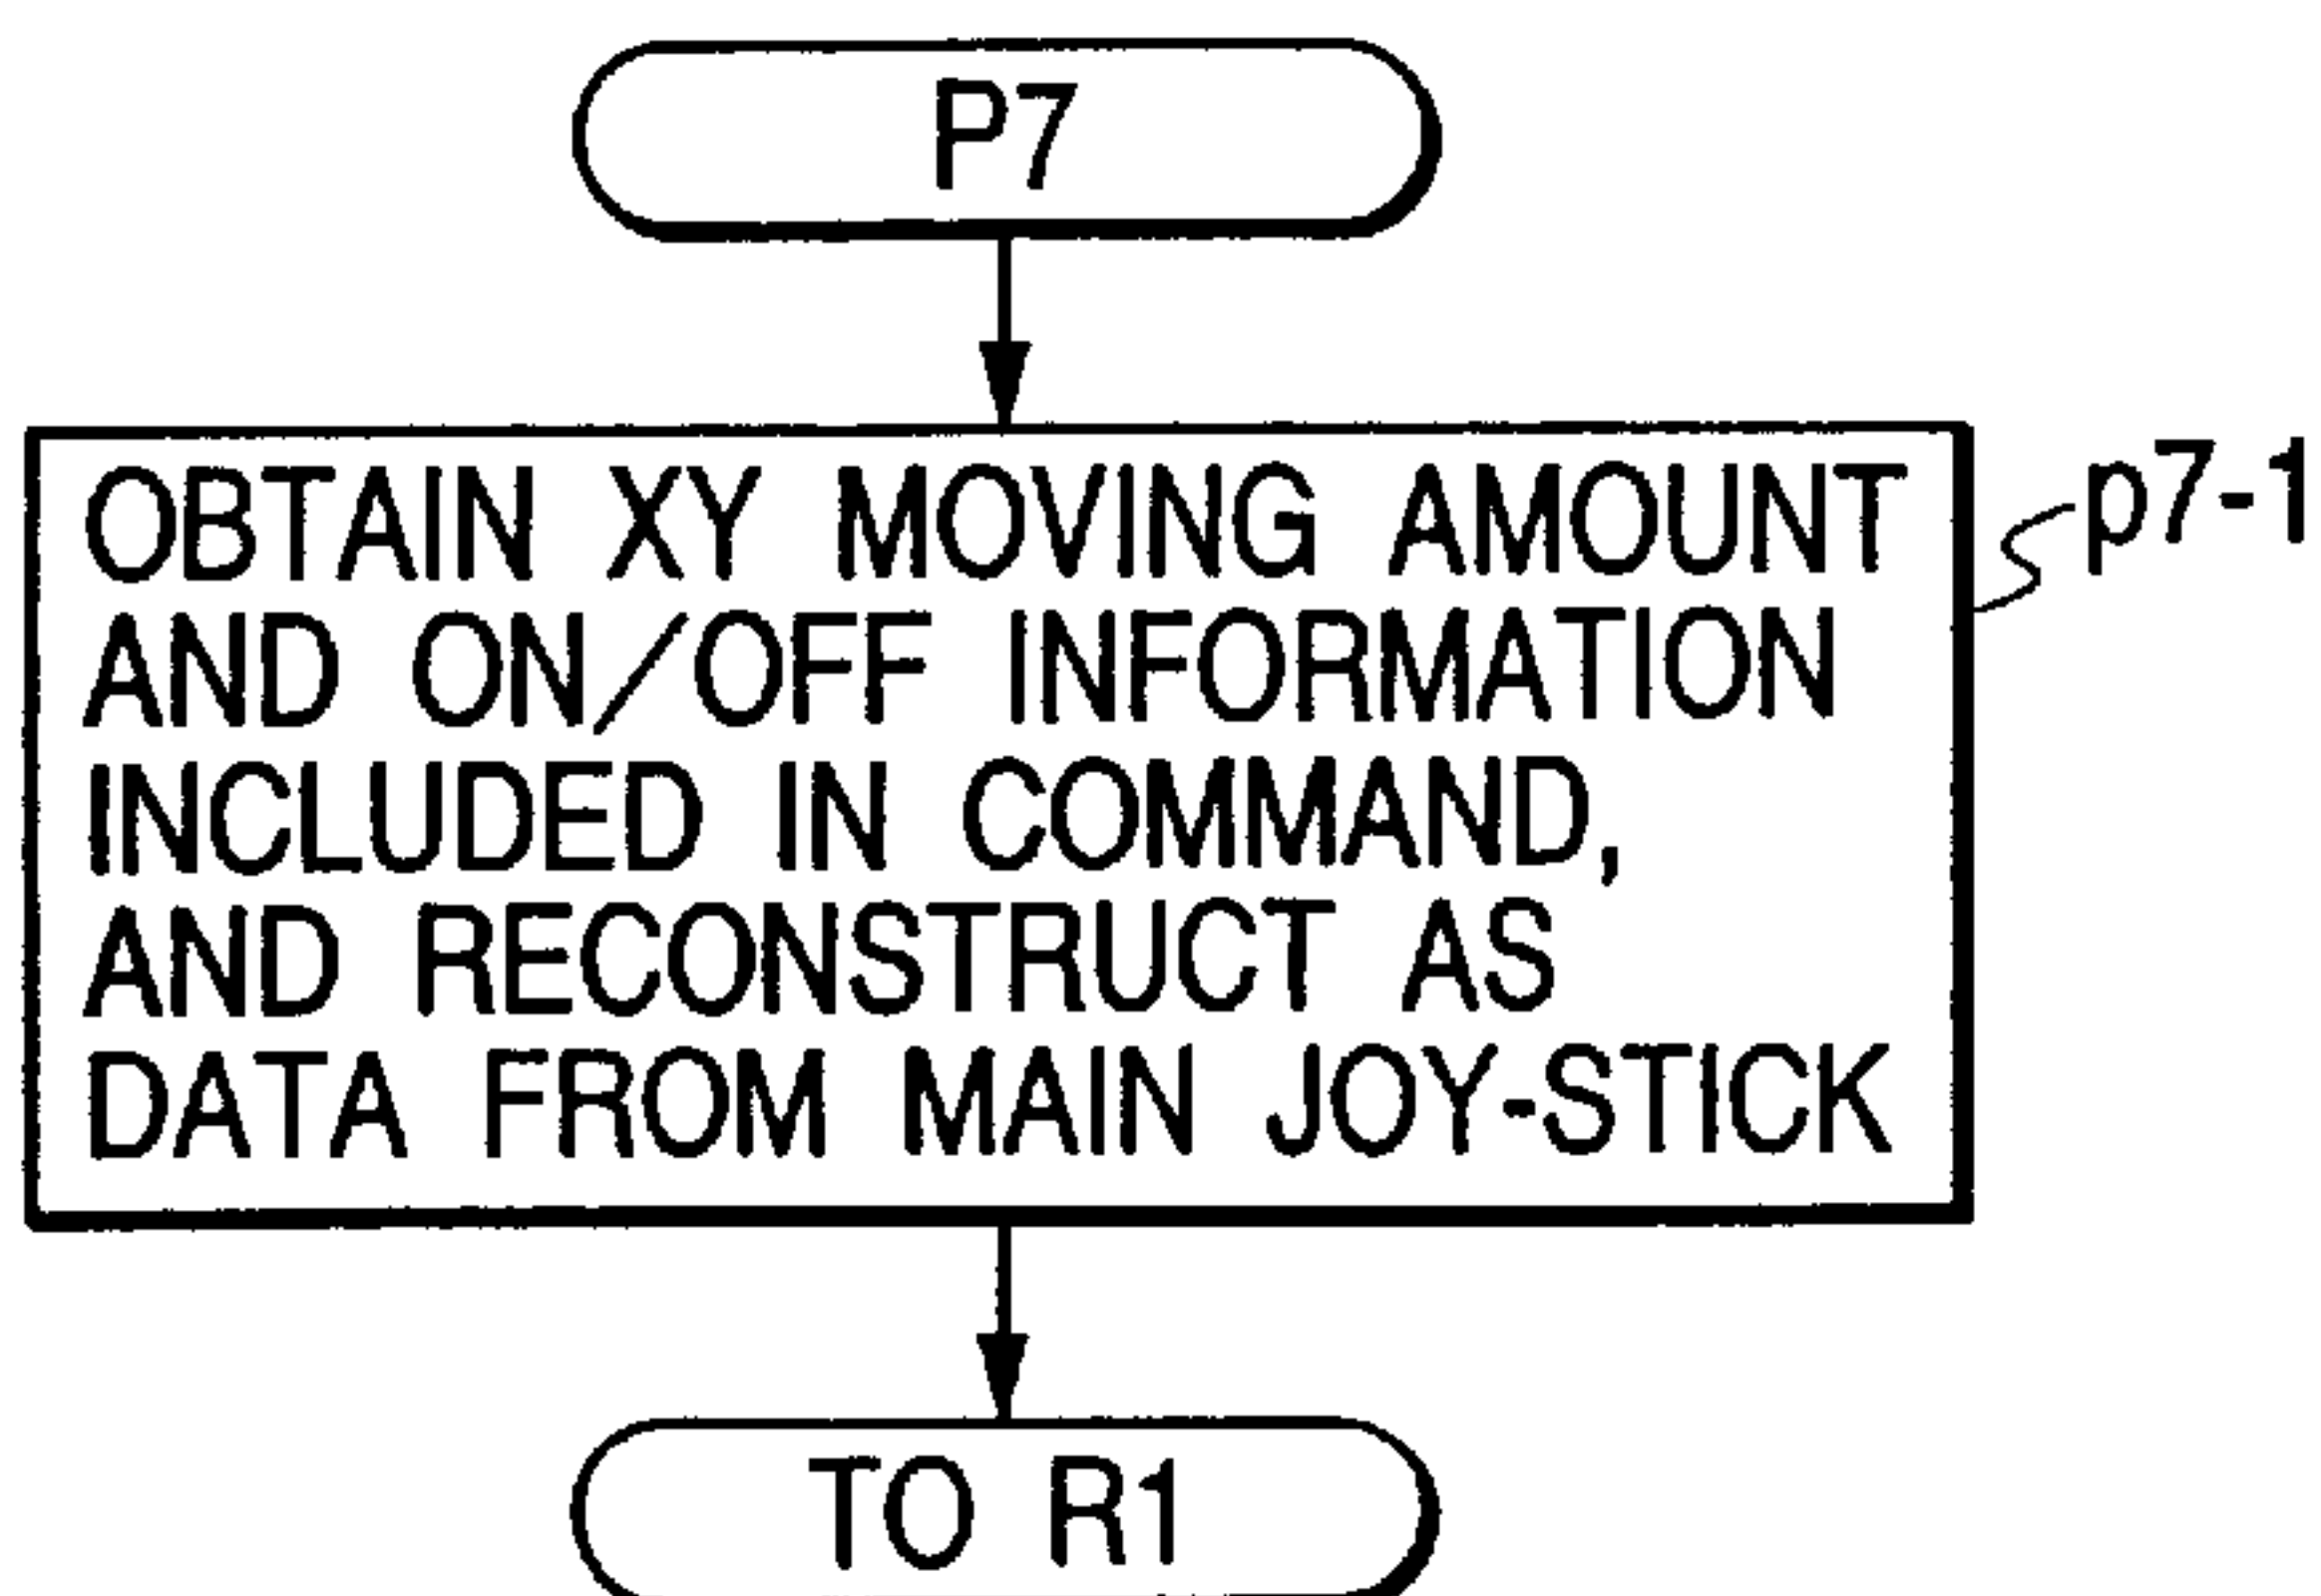 P7
OBTAIN XY MOVING AMOUNT
AND ON/OFF INFORMATION
INCLUDED IN COMMAND,
AND RECONSTRUCT AS
DATA FROM MAIN JOY-STICK
p7-1
TO R1